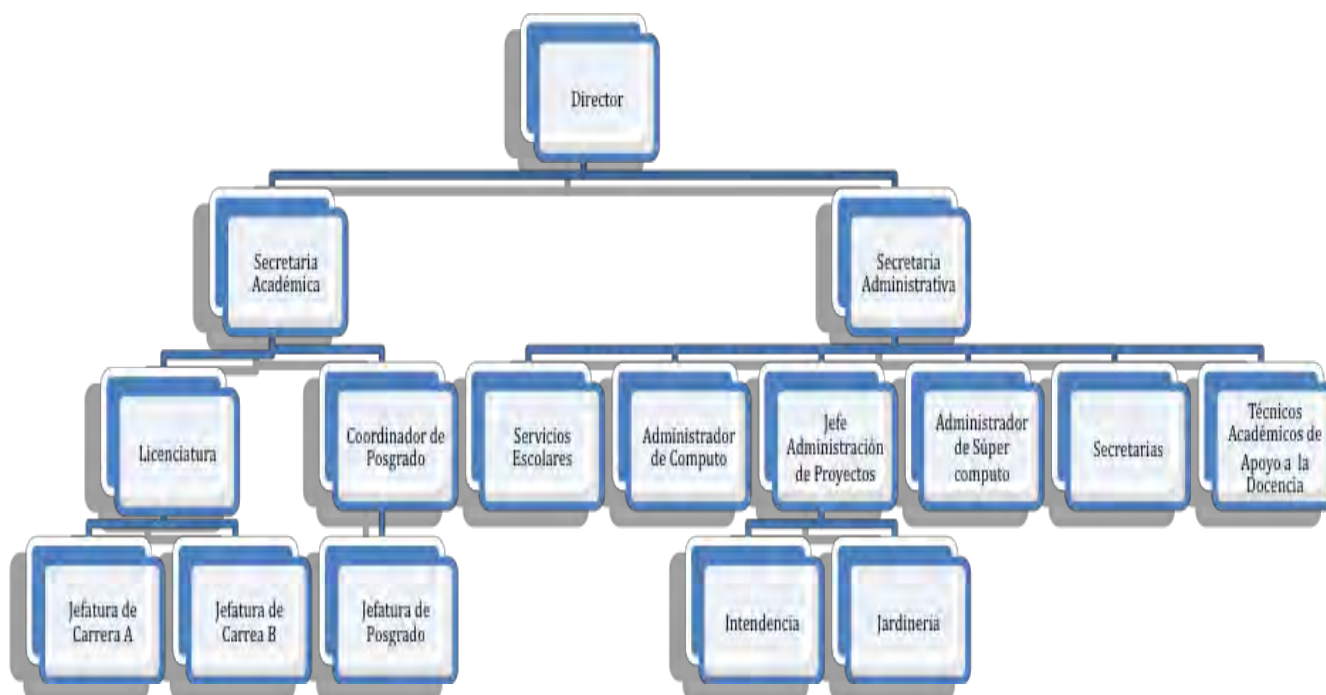 Director
Secretaria
Académica
Secretaria
Administrativa
Licenciatura
Coordinador de
Posgrado
Servicios
Escolares
Administrador
de Computo
Jefe
Administración
de Proyectos
Administrador
de Súper
computo
Secretarias
Técnicos
Académicos de
Apoyo a la
Docencia
Jefatura de
Carrera A
Jefatura de
Carrea B
Jefatura de
Posgrado
Intendencia
Jardineria